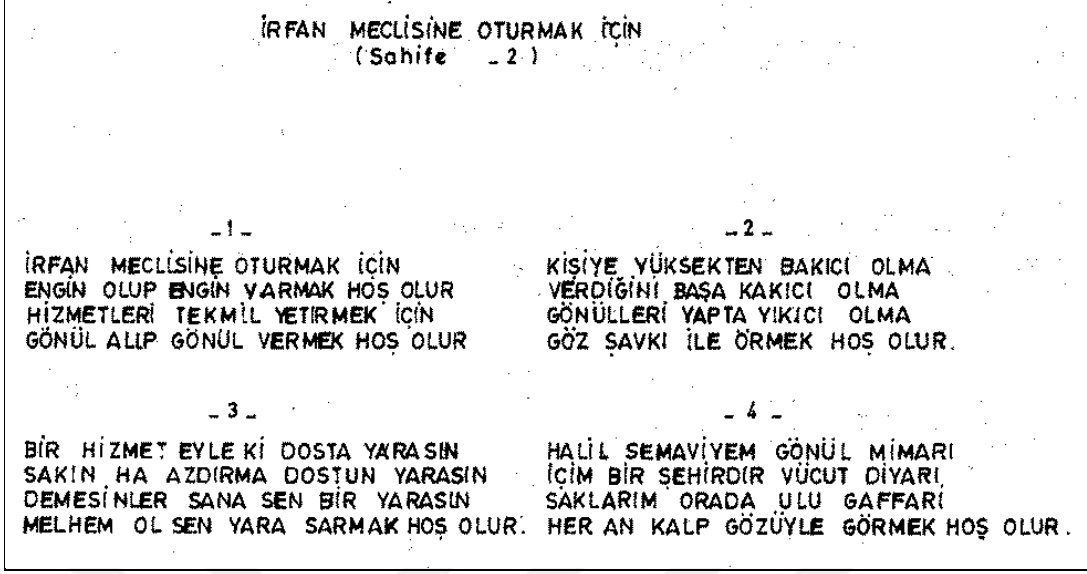 İRFAN MECLİSİNE OTURMAK İÇİN
(Sahife _2)
_1_
İRFAN MECLİSİNE OTURMAK İÇİN
ENGİN OLUP ENGİN VARMAK HOŞ OLUR
HİZMETLERİ TEKMİL YETİRMEK İÇİN
GÖNÜL ALIP GÖNÜL VERMEK HOŞ OLUR
_2_
KİŞİYE YÜKSEKTEN BAKICI OLMA
VERDİĞİNİ BAŞA KAKICI OLMA
GÖNÜLLERİ YAPTA YIKICI OLMA
GÖZ ŞAVKI İLE ÖRMEK HOŞ OLUR.
_3_
BİR HİZMET EYLE Kİ DOSTA YARASIN
SAKIN HA AZDIRMA DOSTUN YARASIN
DEMESİNLER SANA SEN BİR YARASIN
MELHEM OL SEN YARA SARMAK HOŞ OLUR.
_4_
HALİL SEMAVİYEM GÖNÜL MİMARI
İÇİM BİR ŞEHİRDİR VÜCUT DİYARI
SAKLARIM ORADA ULU GAFFARİ
HER AN KALP GÖZÜYLE GÖRMEK HOŞ OLUR.